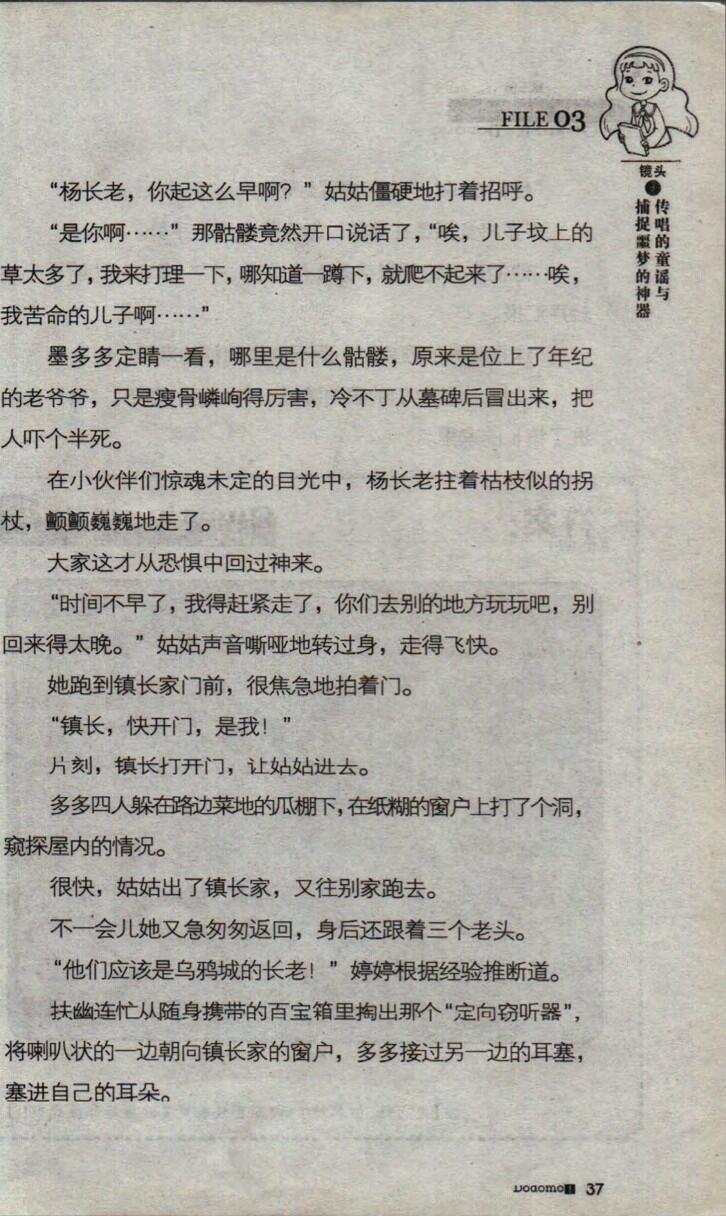 FILE 03
镜头
传唱的童谣与
捕捉噩梦的神器
“杨长老，你起这么早啊？”姑姑僵硬地打着招呼。
“是你啊……”那骷髅竟然开口说话了，“唉，儿子坟上的
草太多了，我来打理一下，哪知道一蹲下，就爬不起来了……唉，
我苦命的儿子啊……”
墨多多定睛一看，哪里是什么骷髅，原来是位上了年纪
的老爷爷，只是瘦骨嶙峋得厉害，冷不丁从墓碑后冒出来，把
人吓个半死。
在小伙伴们惊魂未定的目光中，杨长老拄着枯枝似的拐
杖，颤颤巍巍地走了。
大家这才从恐惧中回过神来。
“时间不早了，我得赶紧走了，你们去别的地方玩玩吧，别
回来得太晚。”姑姑声音嘶哑地转过身，走得飞快。
她跑到镇长家门前，很焦急地拍着门。
“镇长，快开门，是我！”
片刻，镇长打开门，让姑姑进去。
多多四人躲在路边菜地的瓜棚下，在纸糊的窗户上打了个洞，
窥探屋内的情况。
很快，姑姑出了镇长家，又往别家跑去。
不一会儿她又急匆匆返回，身后还跟着三个老头。
“他们应该是乌鸦城的长老！”婷婷根据经验推断道。
扶幽连忙从随身携带的百宝箱里掏出那个“定向窃听器”，
将喇叭状的一边朝向镇长家的窗户，多多接过另一边的耳塞，
塞进自己的耳朵。
37